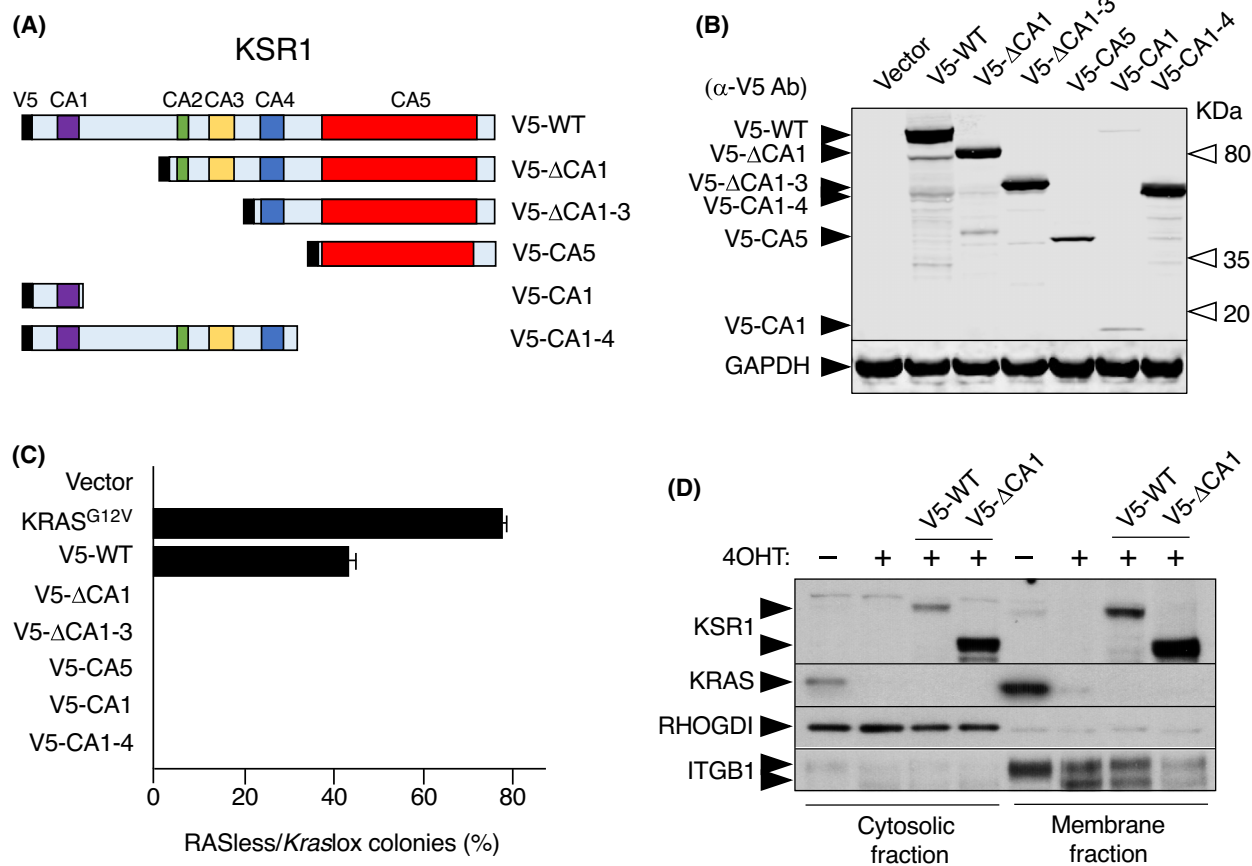 (A)
KSR1
V5 CA1 CA2 CA3 CA4 CA5
V5-WT
V5-ΔCA1
V5-ΔCA1-3
V5-CA5
V5-CA1
V5-CA1-4
(B)
Vector V5-WT V5-ΔCA1 V5-ΔCA1-3 V5-CA5 V5-CA1 V5-CA1-4
(α-V5 Ab)
KDa
V5-WT
V5-ΔCA1
80
V5-ΔCA1-3
V5-CA1-4
V5-CA5
35
20
V5-CA1
GAPDH
(C)
Vector
KRASG12V
V5-WT
V5-ΔCA1
V5-ΔCA1-3
V5-CA5
V5-CA1
V5-CA1-4
0 20 40 60 80
RASless/Kraslox colonies (%)
(D)
V5-WT V5-ΔCA1 V5-WT V5-ΔCA1
4OHT: – + + + – + + +
KSR1
KRAS
RHOGDI
ITGB1
Cytosolic fraction
Membrane fraction